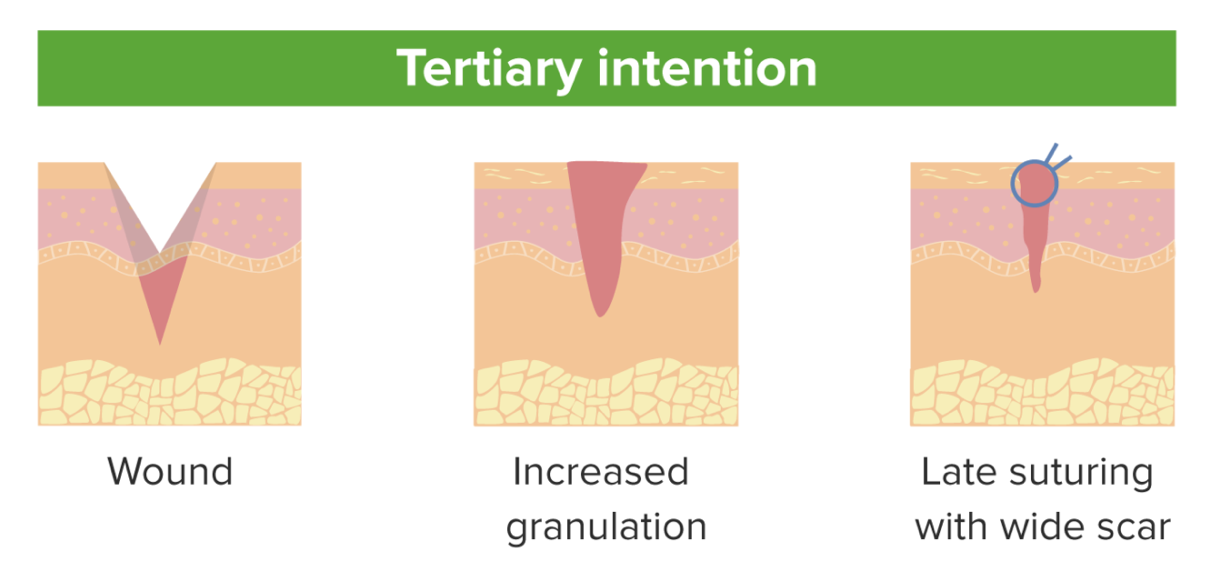 Tertiary intention
Wound
Increased
granulation
Late suturing
with wide scar